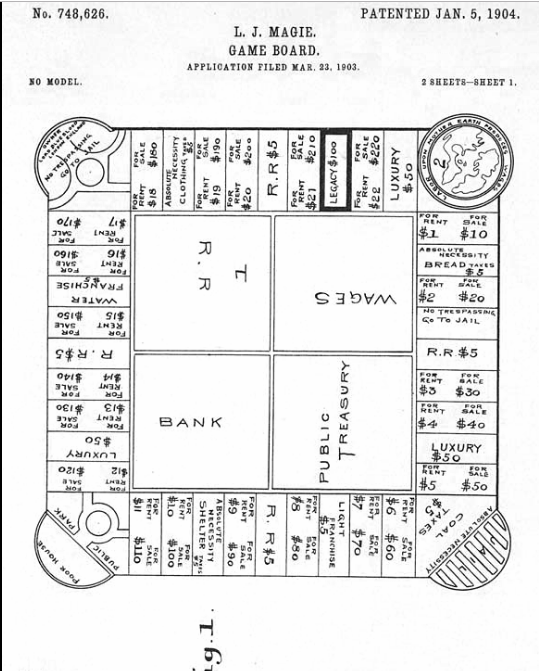 No. 748,626.
PATENTED JAN. 5, 1904.
L. J. MAGIE.
GAME BOARD.
APPLICATION FILED MAR. 23, 1903.
NO MODEL.
2 SHEETS—SHEET 1.
NO TRESPASSING
GO TO JAIL
FOR RENT $18
FOR SALE $180
ABSOLUTE NECESSITY
CLOTHING TAXES $5
FOR RENT $19
FOR SALE $190
FOR RENT $20
FOR SALE $200
R.R $5
FOR RENT $21
FOR SALE $210
LEGACY $100
FOR RENT $22
FOR SALE $220
LUXURY
$50
LABOR UPON MOTHER EARTH PRODUCES WAGES
FOR RENT $1
FOR SALE $10
ABSOLUTE
NECESSITY
BREAD TAXES
$5
FOR RENT $2
FOR SALE $20
NO TRESPASSING
GO TO JAIL
R.R $5
FOR RENT $3
FOR SALE $30
FOR RENT $4
FOR SALE $40
LUXURY
$50
FOR RENT $5
FOR SALE $50
ABSOLUTE NECESSITY
COAL
TAXES
$5
FOR RENT $6
FOR SALE $60
FOR RENT $7
FOR SALE $70
LIGHT
FRANCHISE
$5
FOR RENT $8
FOR SALE $80
R. R $5
FOR RENT $9
FOR SALE $90
ABSOLUTE
NECESSITY
SHELTER TAXES $5
FOR RENT $10
FOR SALE $100
FOR RENT $11
FOR SALE $110
PUBLIC
PARK
POOR HOUSE
FOR RENT $12
FOR SALE $120
LUXURY
$50
FOR RENT $13
FOR SALE $130
FOR RENT $14
FOR SALE $140
R.R $5
FOR RENT $15
FOR SALE $150
WATER
FRANCHISE
$5
FOR RENT $16
FOR SALE $160
FOR RENT $17
FOR SALE $170
R. R
WAGES
BANK
PUBLIC
TREASURY
ig.1.